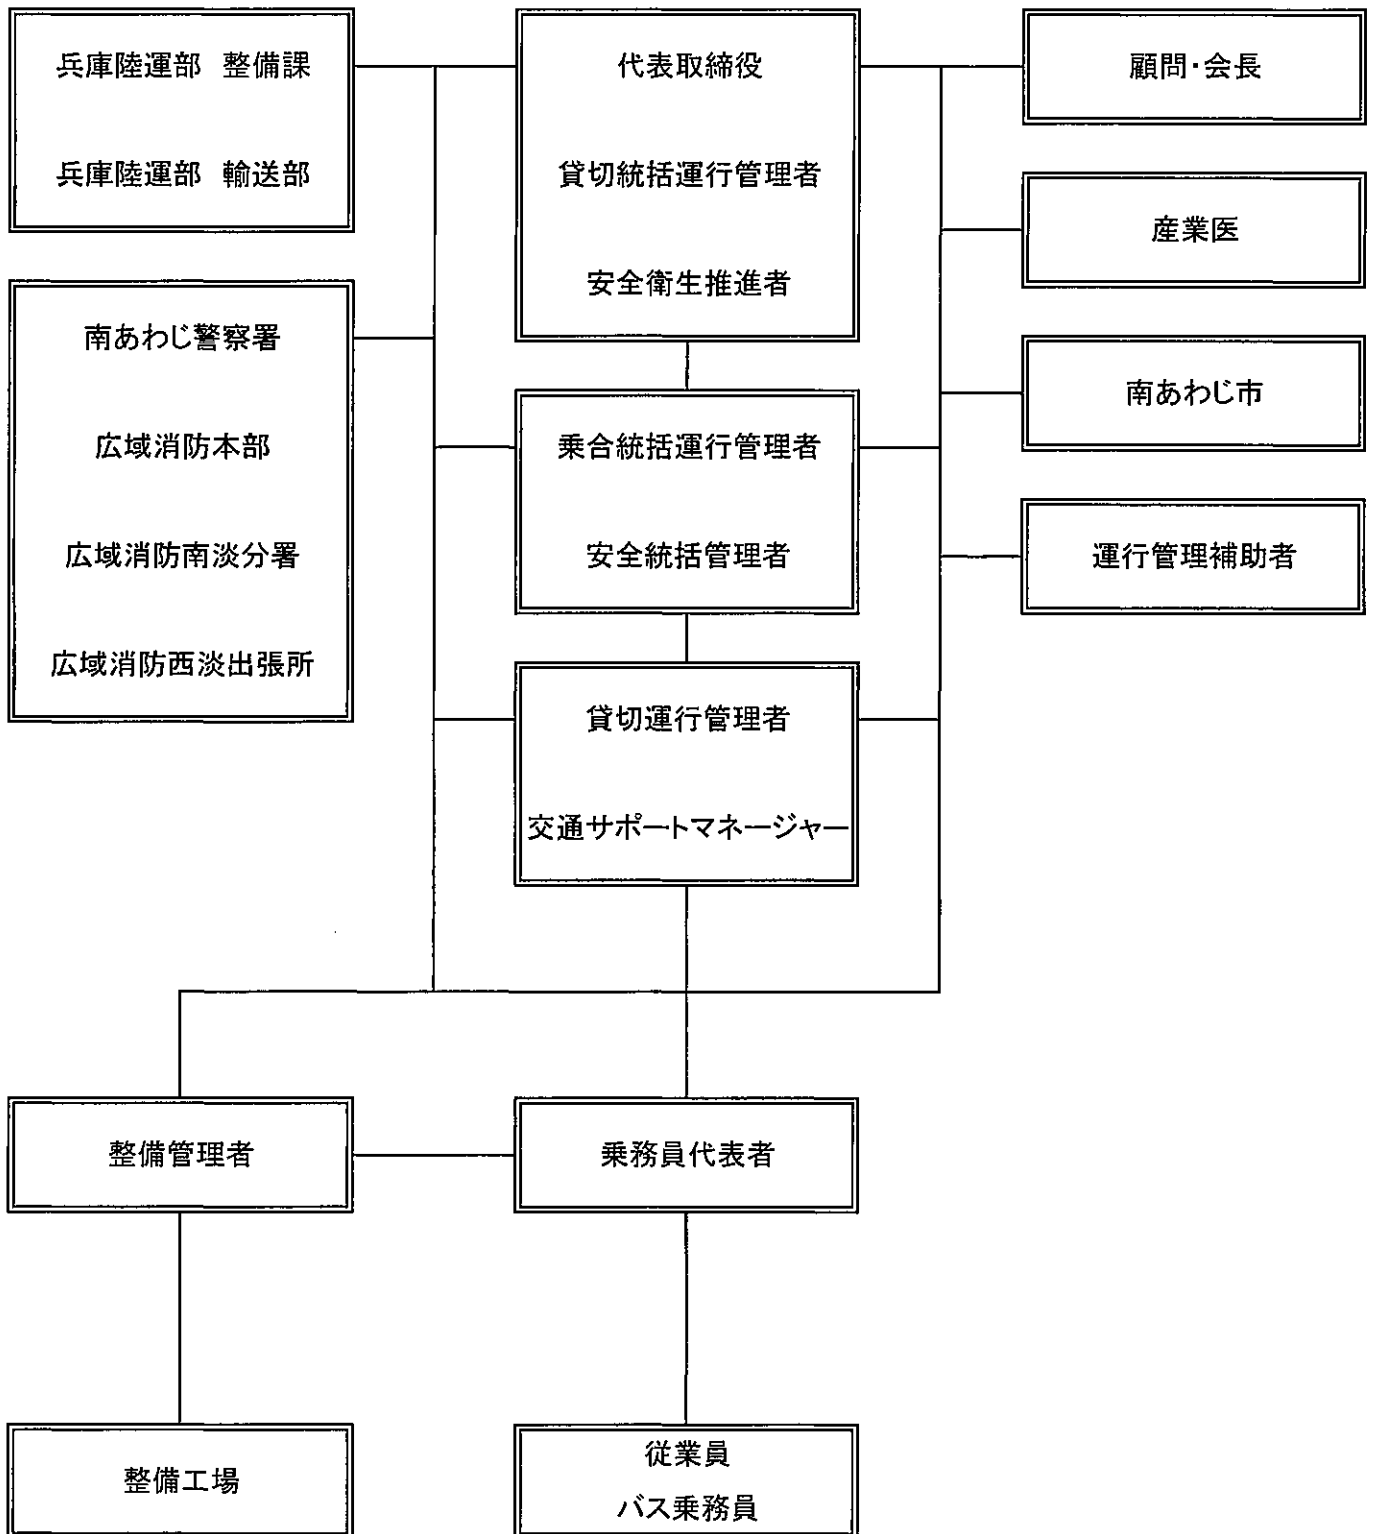 兵庫陸運部 整備課
兵庫陸運部 輸送部
代表取締役
貸切統括運行管理者
安全衛生推進者
顧問・会長
産業医
南あわじ市
運行管理補助者
南あわじ警察署
広域消防本部
広域消防南淡分署
広域消防西淡出張所
乗合統括運行管理者
安全統括管理者
貸切運行管理者
交通サポートマネージャー
整備管理者
乗務員代表者
整備工場
従業員
バス乗務員